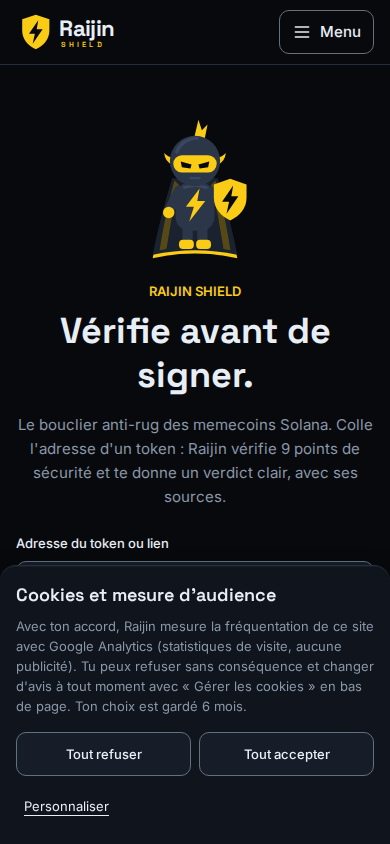 Raijin
SHIELD
Menu
RAIJIN SHIELD
Vérifie avant de
signer.
Le bouclier anti-rug des memecoins Solana. Colle
l'adresse d'un token : Raijin vérifie 9 points de
sécurité et te donne un verdict clair, avec ses
sources.
Adresse du token ou lien
Cookies et mesure d'audience
Avec ton accord, Raijin mesure la fréquentation de ce site
avec Google Analytics (statistiques de visite, aucune
publicité). Tu peux refuser sans conséquence et changer
d'avis à tout moment avec « Gérer les cookies » en bas
de page. Ton choix est gardé 6 mois.
Tout refuser
Tout accepter
Personnaliser